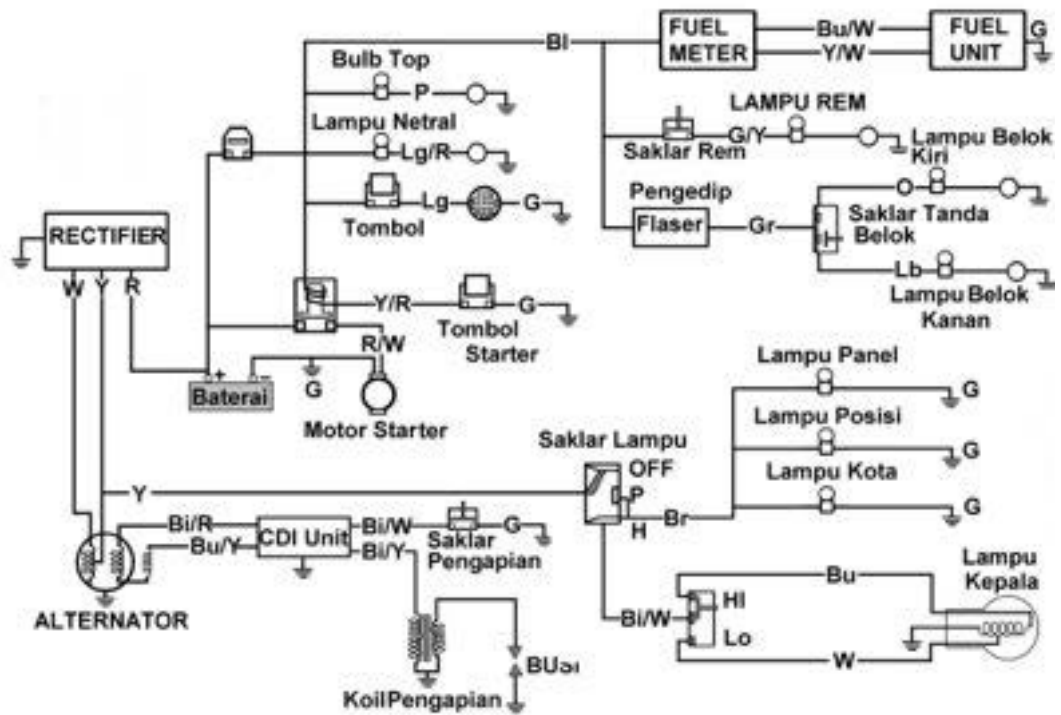 FUEL
METER
Bu/W
Y/W
FUEL
UNIT
G
Bl
Bulb Top
P
Lampu Netral
Lg/R
LAMPU REM
G/Y
Saklar Rem
Lampu Belok
Kiri
O
Pengedip
Flaser
Gr
Saklar Tanda
Belok
Lb
Lampu Belok
Kanan
Lg
G
Tombol
RECTIFIER
W
Y
R
Y/R
G
Tombol
Starter
R/W
+
–
Baterai
G
Motor Starter
Lampu Panel
G
Lampu Posisi
G
Lampu Kota
G
Saklar Lampu
OFF
P
H
Br
Y
Bi/R
Bu/Y
CDI Unit
Bi/W
Bi/Y
G
Saklar
Pengapian
ALTERNATOR
Koil Pengapian
BUSI
Bi/W
HI
Lo
Bu
W
Lampu
Kepala